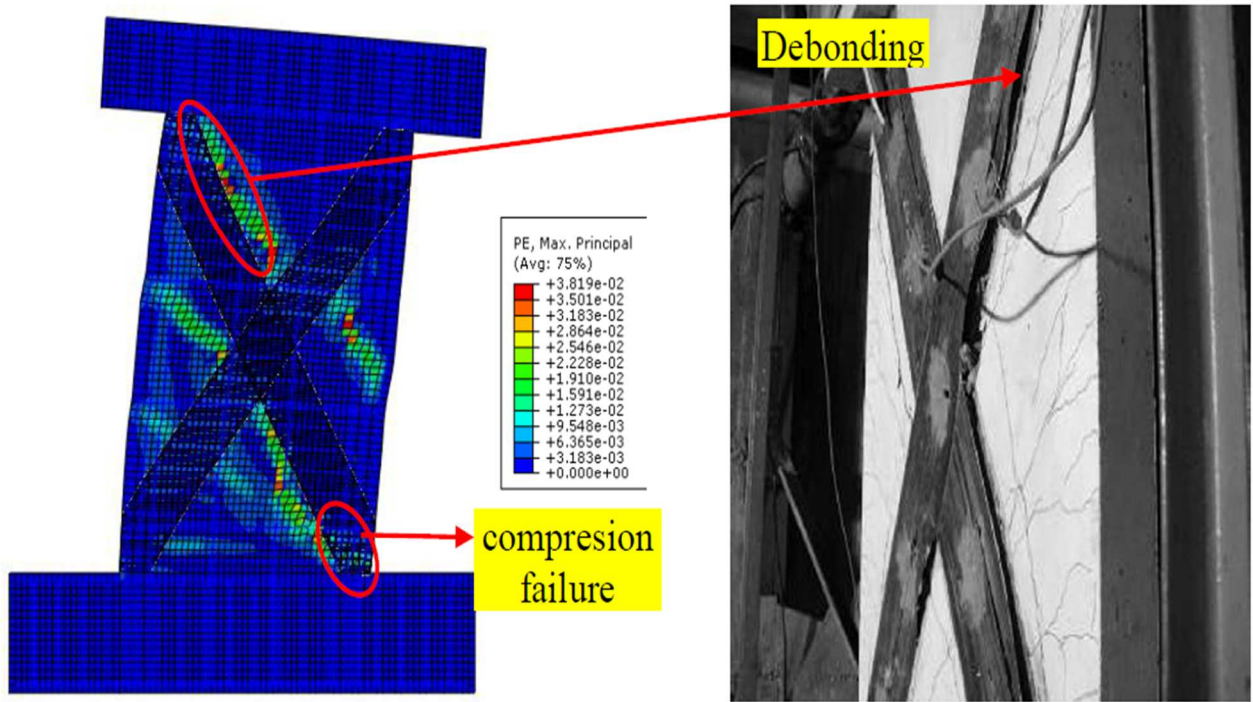 Debonding
PE, Max. Principal
(Avg: 75%)
+3.819e-02
+3.501e-02
+3.183e-02
+2.864e-02
+2.546e-02
+2.228e-02
+1.910e-02
+1.591e-02
+1.273e-02
+9.548e-03
+6.365e-03
+3.183e-03
+0.000e+00
compresion
failure